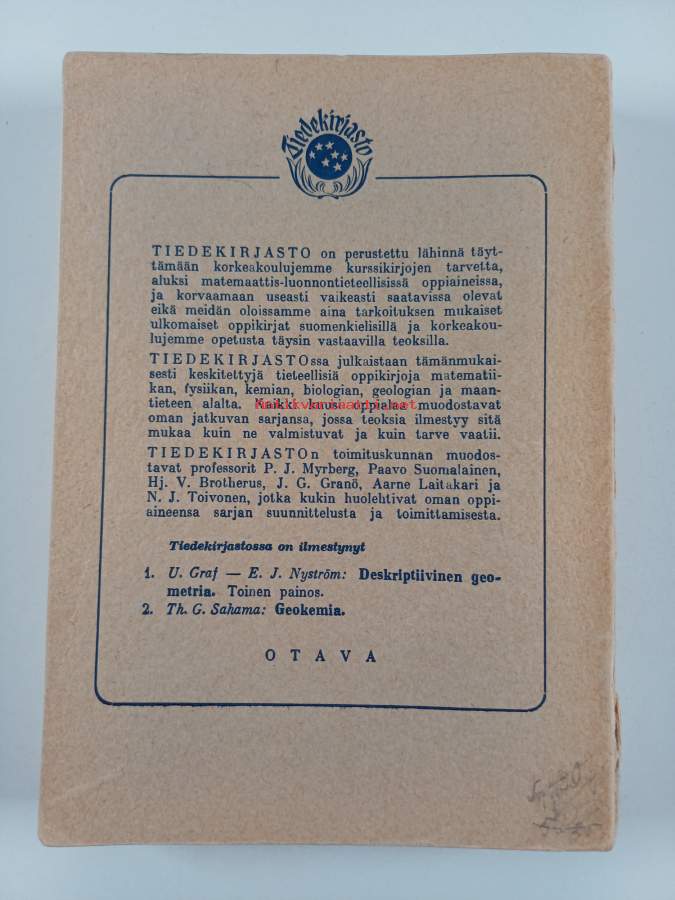 Tiedekirjasto
TIEDEKIRJASTO on perustettu lähinnä täyt-
tämään korkeakoulujemme kurssikirjojen tarvetta,
aluksi matemaattis-luonnontieteellisissä oppiaineissa,
ja korvaamaan useasti vaikeasti saatavissa olevat
eikä meidän oloissamme aina tarkoituksen mukaiset
ulkomaiset oppikirjat suomenkielisillä ja korkeakou-
lujemme opetusta täysin vastaavilla teoksilla.
TIEDEKIRJASTOssa julkaistaan tämänmukai-
sesti keskitettyjä tieteellisiä oppikirjoja matematii-
kan, fysiikan, kemian, biologian, geologian ja maan-
tieteen alalta. Kaikki kuusi oppialaa muodostavat
oman jatkuvan sarjansa, jossa teoksia ilmestyy sitä
mukaa kuin ne valmistuvat ja kuin tarve vaatii.
TIEDEKIRJASTOn toimituskunnan muodos-
tavat professorit P. J. Myrberg, Paavo Suomalainen,
Hj. V. Brotherus, J. G. Granö, Aarne Laitakari ja
N. J. Toivonen, jotka kukin huolehtivat oman oppi-
aineensa sarjan suunnittelusta ja toimittamisesta.
Tiedekirjastossa on ilmestynyt
1. U. Graf — E. J. Nyström: Deskriptiivinen geo-
metria. Toinen painos.
2. Th. G. Sahama: Geokemia.
OTAVA